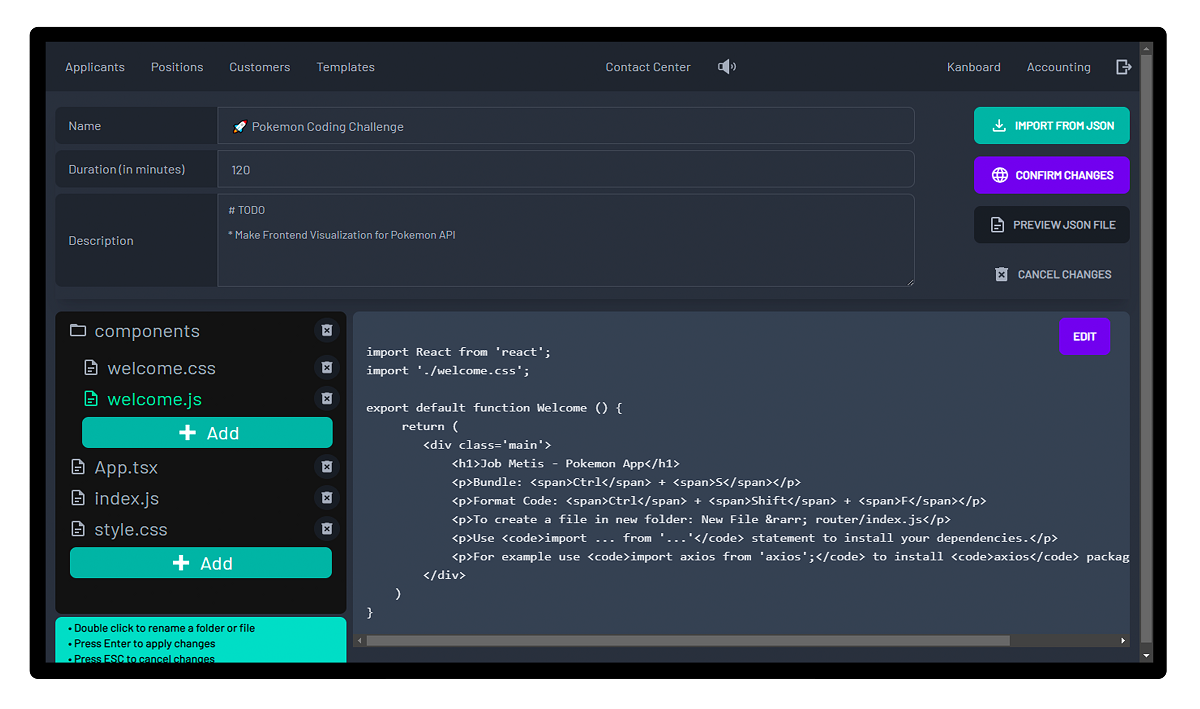 Applicants Positions Customers Templates Contact Center Kanboard Accounting
Name 🚀 Pokemon Coding Challenge
IMPORT FROM JSON
Duration (in minutes) 120
CONFIRM CHANGES
Description
# TODO
* Make Frontend Visualization for Pokemon API
PREVIEW JSON FILE
CANCEL CHANGES
components
welcome.css
welcome.js
+ Add
App.tsx
index.js
style.css
+ Add
• Double click to rename a folder or file
• Press Enter to apply changes
• Press ESC to cancel changes
EDIT
import React from 'react';
import './welcome.css';
export default function Welcome () {
return (
<div class='main'>
<h1>Job Metis - Pokemon App</h1>
<p>Bundle: <span>Ctrl</span> + <span>S</span></p>
<p>Format Code: <span>Ctrl</span> + <span>Shift</span> + <span>F</span></p>
<p>To create a file in new folder: New File &rarr; router/index.js</p>
<p>Use <code>import ... from '...'</code> statement to install your dependencies.</p>
<p>For example use <code>import axios from 'axios';</code> to install <code>axios</code> packag
</div>
)
}